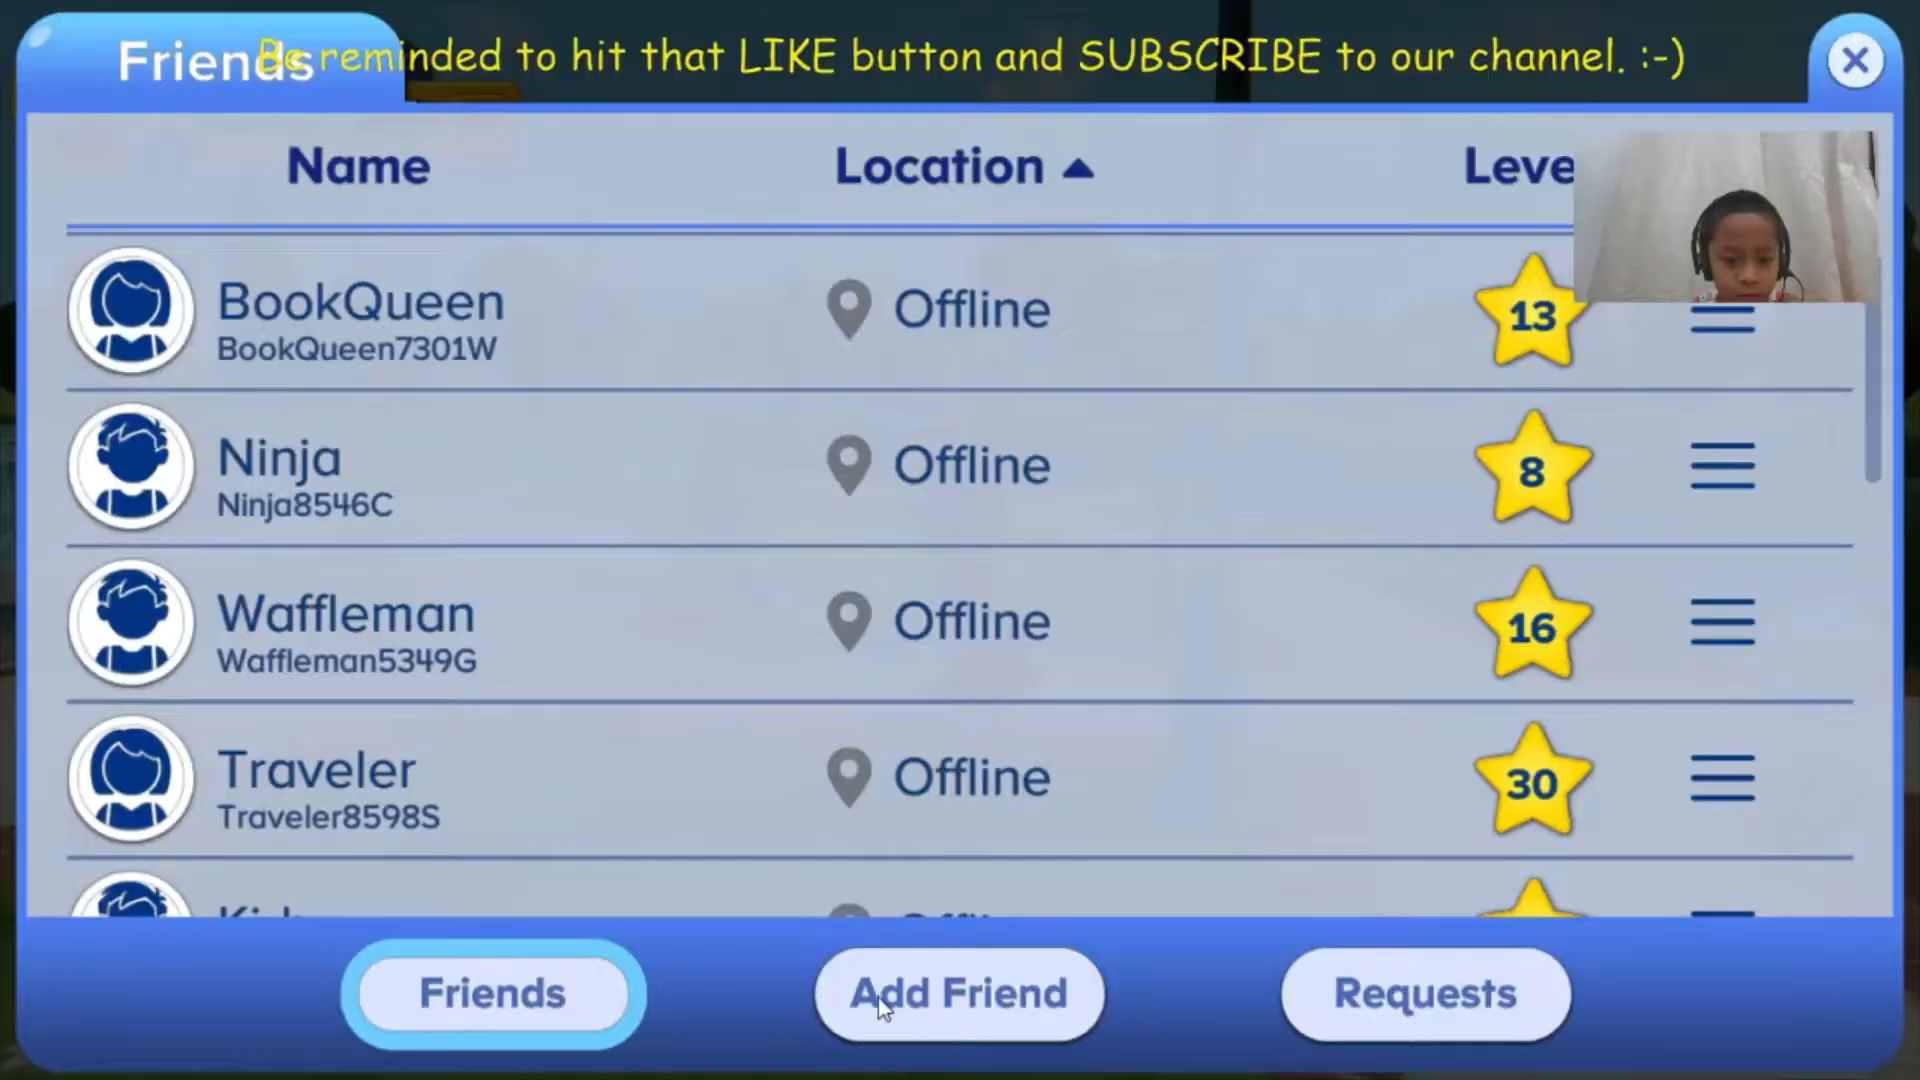 Friends
Be reminded to hit that LIKE button and SUBSCRIBE to our channel. :-)
Name Location Leve
BookQueen
BookQueen7301W
Offline
13
Ninja
Ninja8546C
Offline
8
Waffleman
Waffleman5349G
Offline
16
Traveler
Traveler8598S
Offline
30
Friends Add Friend Requests